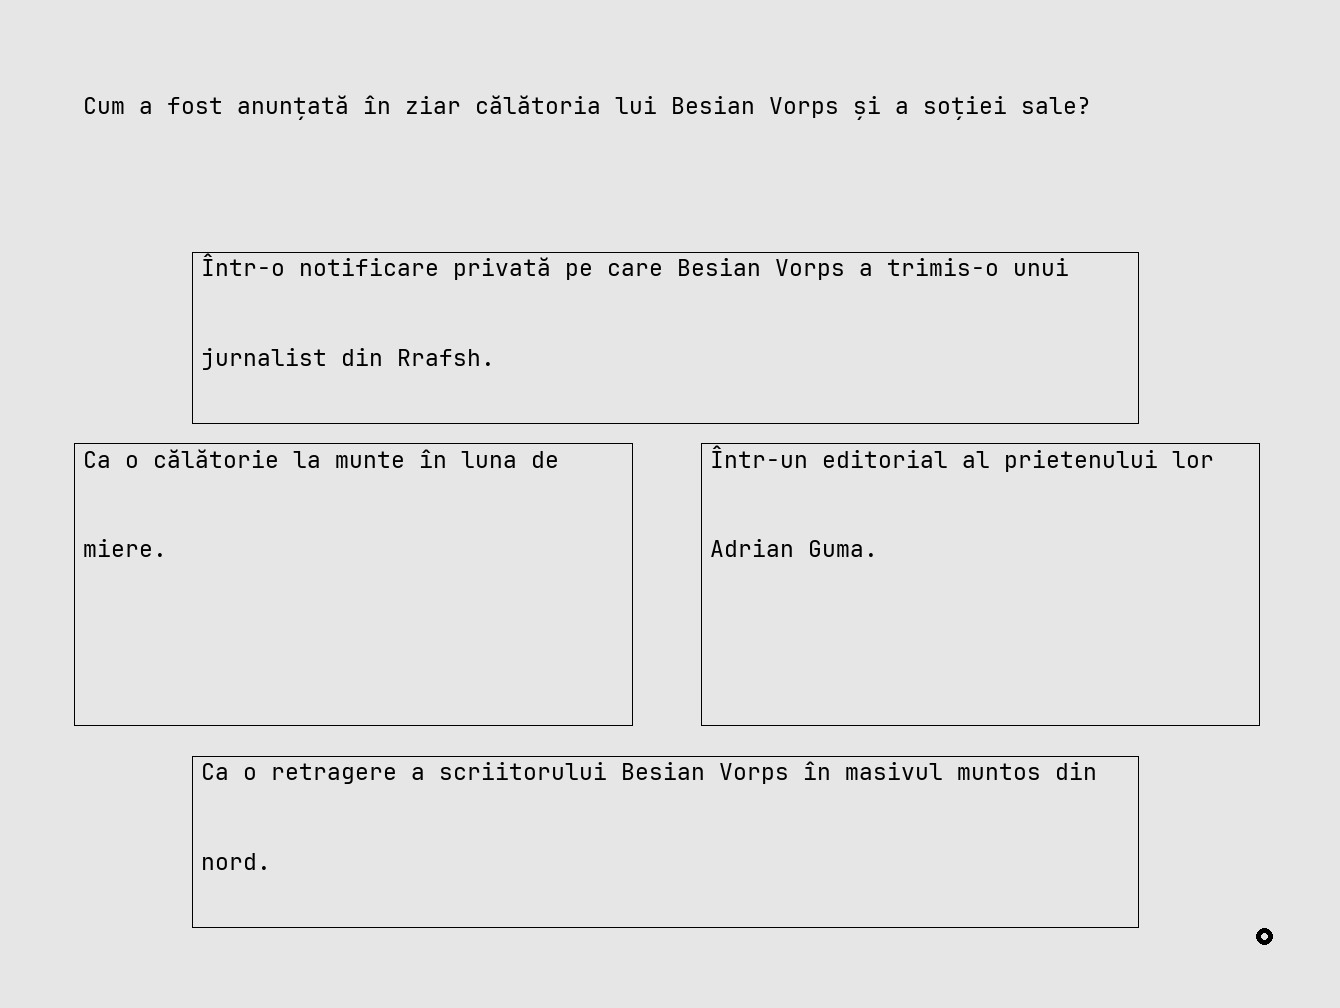 Cum a fost anunțată în ziar călătoria lui Besian Vorps și a soției sale?
Într-o notificare privată pe care Besian Vorps a trimis-o unui
jurnalist din Rrafsh.
Ca o călătorie la munte în luna de
miere.
Într-un editorial al prietenului lor
Adrian Guma.
Ca o retragere a scriitorului Besian Vorps în masivul muntos din
nord.